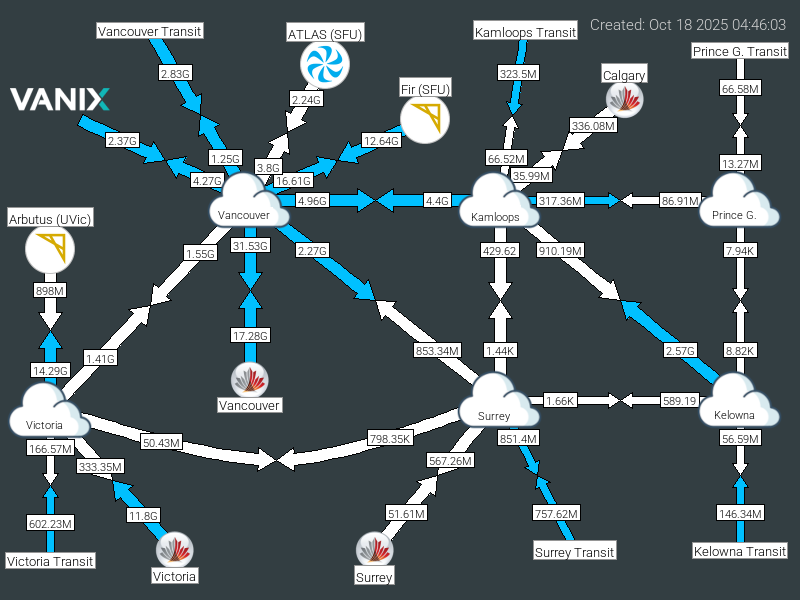 Created: Oct 18 2025 04:46:03
Vancouver Transit
ATLAS (SFU)
Kamloops Transit
Prince G. Transit
2.83G
323.5M
Calgary
66.58M
VANIX
2.24G
Fir (SFU)
336.08M
2.37G
12.64G
1.25G
3.8G
66.52M
13.27M
4.27G
16.61G
35.99M
4.96G
4.4G
317.36M
86.91M
Arbutus (UVic)
Vancouver
Kamloops
Prince G.
31.53G
2.27G
429.62
910.19M
7.94K
1.55G
898M
17.28G
1.41G
853.34M
1.44K
2.57G
8.82K
14.29G
Vancouver
1.66K
589.19
Victoria
Surrey
Kelowna
166.57M
50.43M
798.35K
851.4M
56.59M
333.35M
567.26M
602.23M
11.8G
51.61M
757.62M
146.34M
Victoria Transit
Victoria
Surrey
Surrey Transit
Kelowna Transit